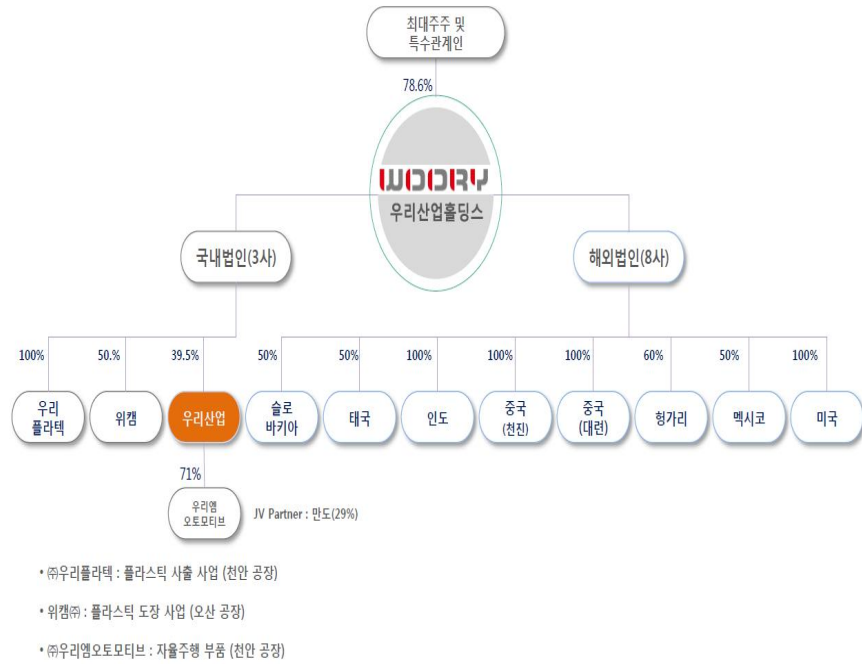 최대주주 및
특수관계인
78.6%
WOORY
우리산업홀딩스
국내법인(3사)
해외법인(8사)
100%
50.%
39.5%
50%
50%
100%
100%
100%
60%
50%
100%
우리
플라텍
위캠
우리산업
슬로
바키아
태국
인도
중국
(천진)
중국
(대련)
헝가리
멕시코
미국
71%
우리엠
오토모티브
JV Partner : 만도(29%)
• ㈜우리플라텍 : 플라스틱 사출 사업 (천안 공장)
• 위캠㈜ : 플라스틱 도장 사업 (오산 공장)
• ㈜우리엠오토모티브 : 자율주행 부품 (천안 공장)